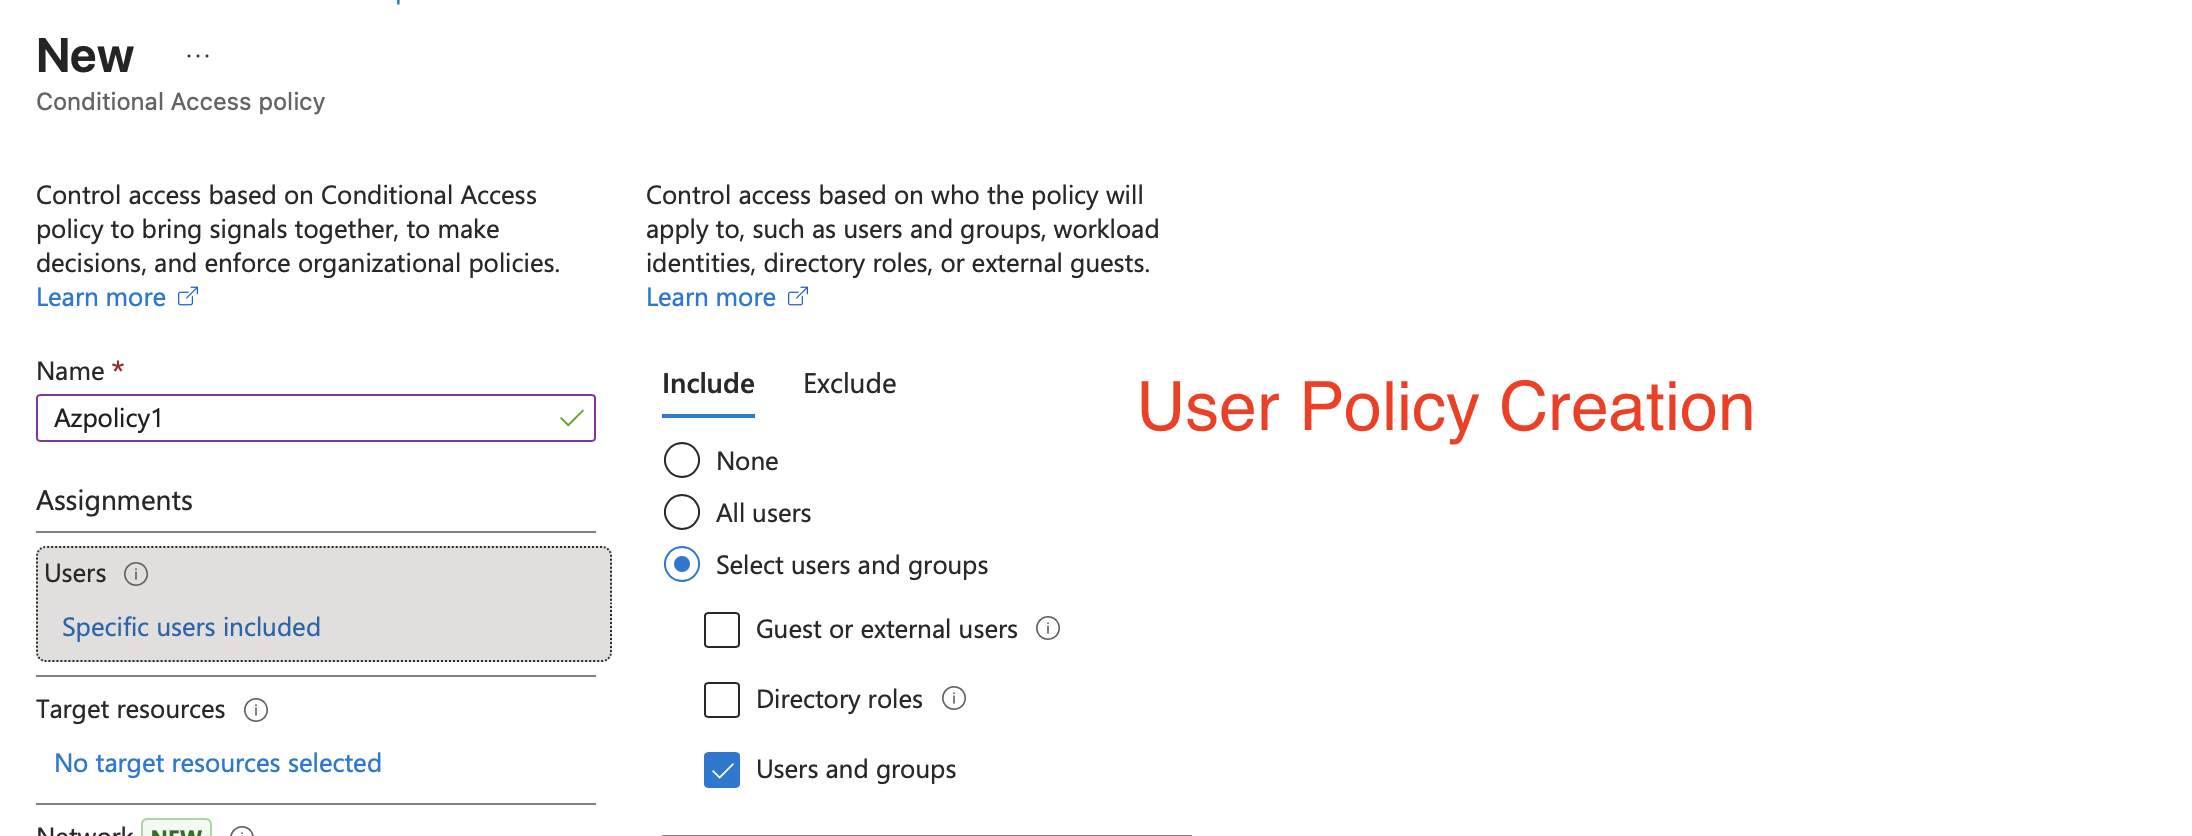 New ...
Conditional Access policy
Control access based on Conditional Access
policy to bring signals together, to make
decisions, and enforce organizational policies.
Learn more
Name *
Azpolicy1
Assignments
Users
Specific users included
Target resources
No target resources selected
Network NEW
Control access based on who the policy will
apply to, such as users and groups, workload
identities, directory roles, or external guests.
Learn more
Include Exclude
None
All users
Select users and groups
Guest or external users
Directory roles
Users and groups
User Policy Creation